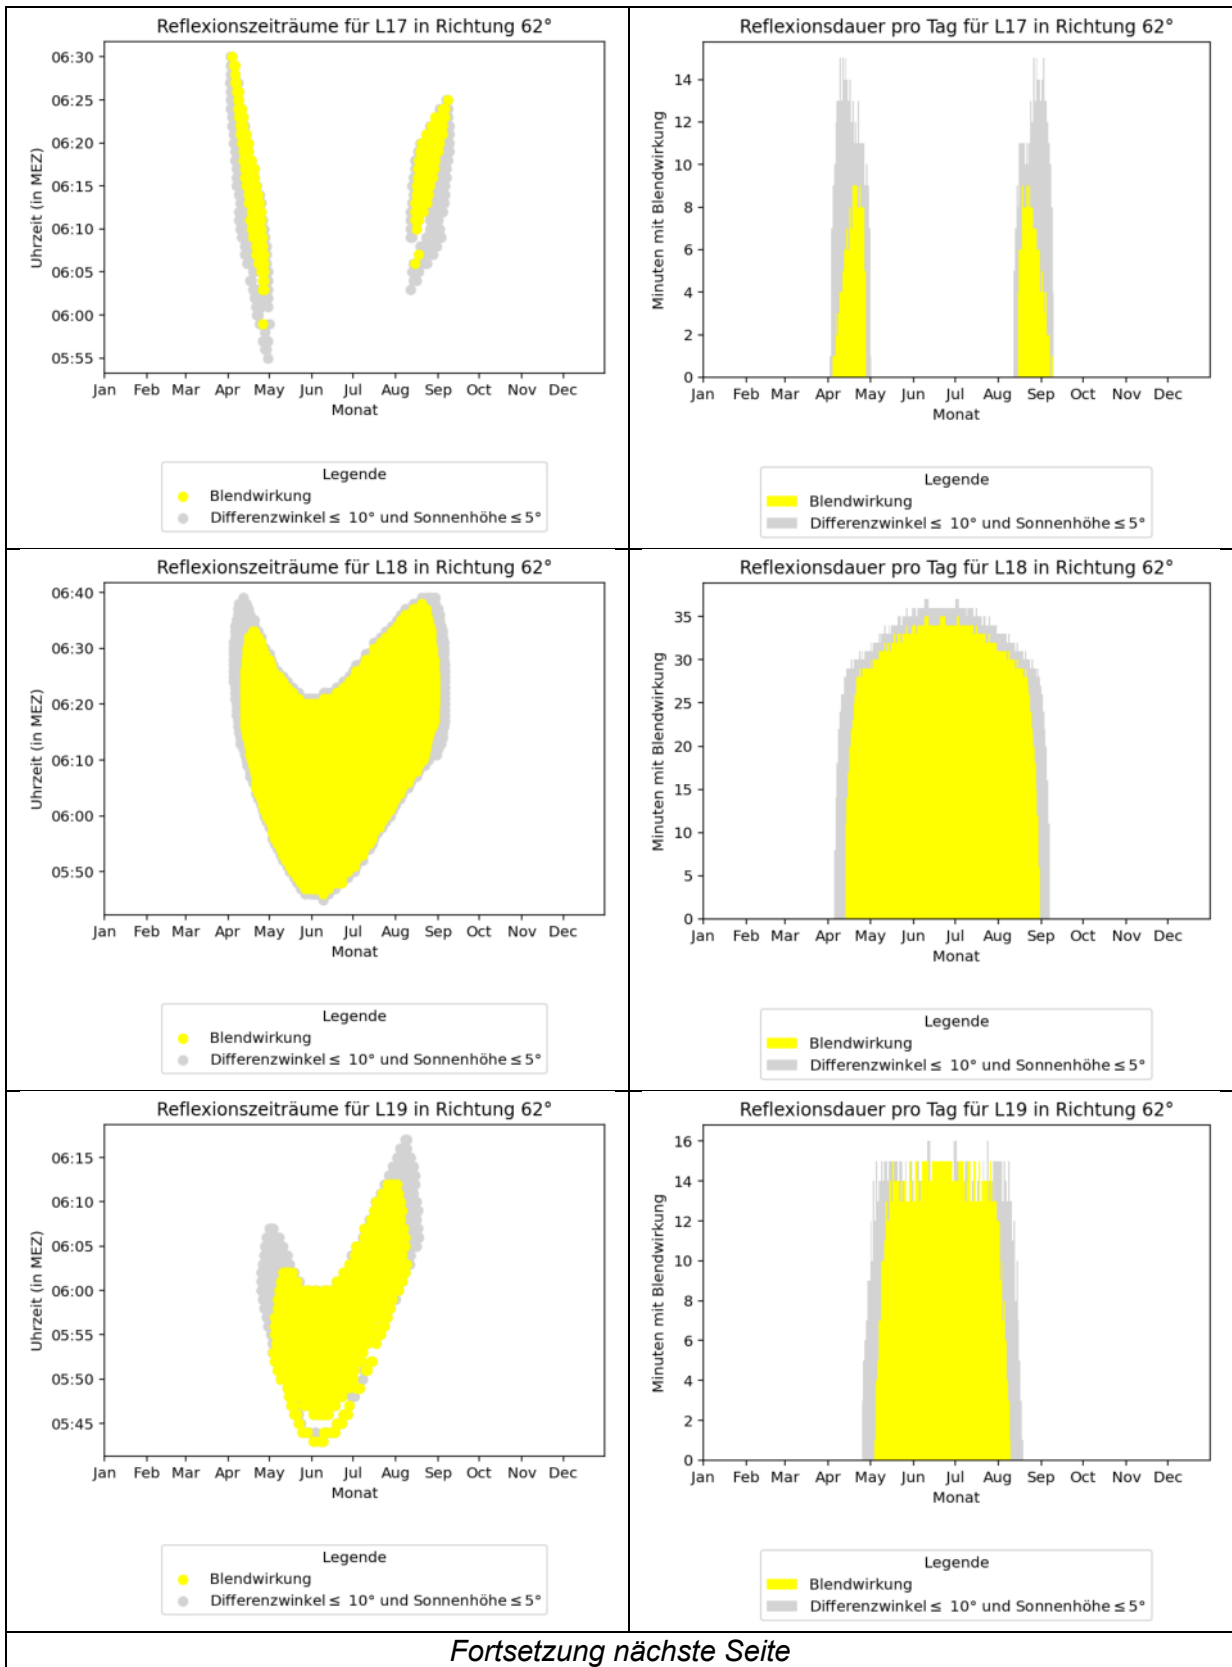 Reflexionszeiträume für L17 in Richtung 62°
Uhrzeit (in MEZ)
06:30
06:25
06:20
06:15
06:10
06:05
06:00
05:55
Jan Feb Mar Apr May Jun Jul Aug Sep Oct Nov Dec
Monat
Legende
Blendwirkung
Differenzwinkel ≤ 10° und Sonnenhöhe ≤ 5°
Reflexionsdauer pro Tag für L17 in Richtung 62°
Minuten mit Blendwirkung
14
12
10
8
6
4
2
0
Jan Feb Mar Apr May Jun Jul Aug Sep Oct Nov Dec
Monat
Legende
Blendwirkung
Differenzwinkel ≤ 10° und Sonnenhöhe ≤ 5°
Reflexionszeiträume für L18 in Richtung 62°
Uhrzeit (in MEZ)
06:40
06:30
06:20
06:10
06:00
05:50
Jan Feb Mar Apr May Jun Jul Aug Sep Oct Nov Dec
Monat
Legende
Blendwirkung
Differenzwinkel ≤ 10° und Sonnenhöhe ≤ 5°
Reflexionsdauer pro Tag für L18 in Richtung 62°
Minuten mit Blendwirkung
35
30
25
20
15
10
5
0
Jan Feb Mar Apr May Jun Jul Aug Sep Oct Nov Dec
Monat
Legende
Blendwirkung
Differenzwinkel ≤ 10° und Sonnenhöhe ≤ 5°
Reflexionszeiträume für L19 in Richtung 62°
Uhrzeit (in MEZ)
06:15
06:10
06:05
06:00
05:55
05:50
05:45
Jan Feb Mar Apr May Jun Jul Aug Sep Oct Nov Dec
Monat
Legende
Blendwirkung
Differenzwinkel ≤ 10° und Sonnenhöhe ≤ 5°
Reflexionsdauer pro Tag für L19 in Richtung 62°
Minuten mit Blendwirkung
16
14
12
10
8
6
4
2
0
Jan Feb Mar Apr May Jun Jul Aug Sep Oct Nov Dec
Monat
Legende
Blendwirkung
Differenzwinkel ≤ 10° und Sonnenhöhe ≤ 5°
Fortsetzung nächste Seite